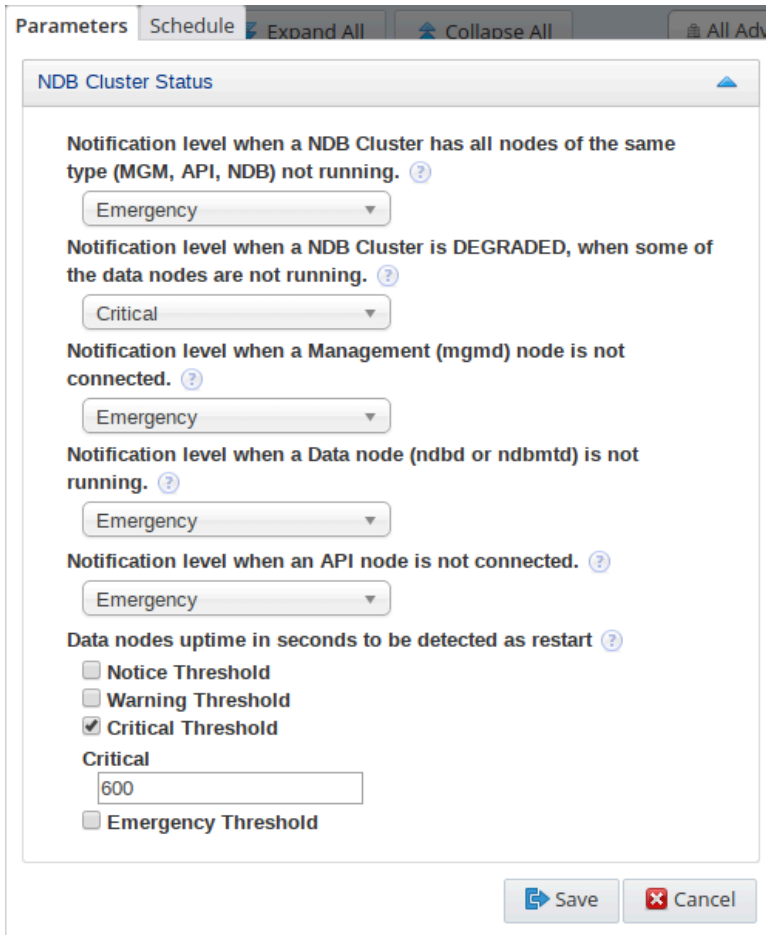 Parameters Schedule Expand All Collapse All All Adv
NDB Cluster Status
Notification level when a NDB Cluster has all nodes of the same
type (MGM, API, NDB) not running. ?
Emergency
Notification level when a NDB Cluster is DEGRADED, when some of
the data nodes are not running. ?
Critical
Notification level when a Management (mgmd) node is not
connected. ?
Emergency
Notification level when a Data node (ndbd or ndbmtd) is not
running. ?
Emergency
Notification level when an API node is not connected. ?
Emergency
Data nodes uptime in seconds to be detected as restart ?
Notice Threshold
Warning Threshold
Critical Threshold
Critical
600
Emergency Threshold
Save Cancel